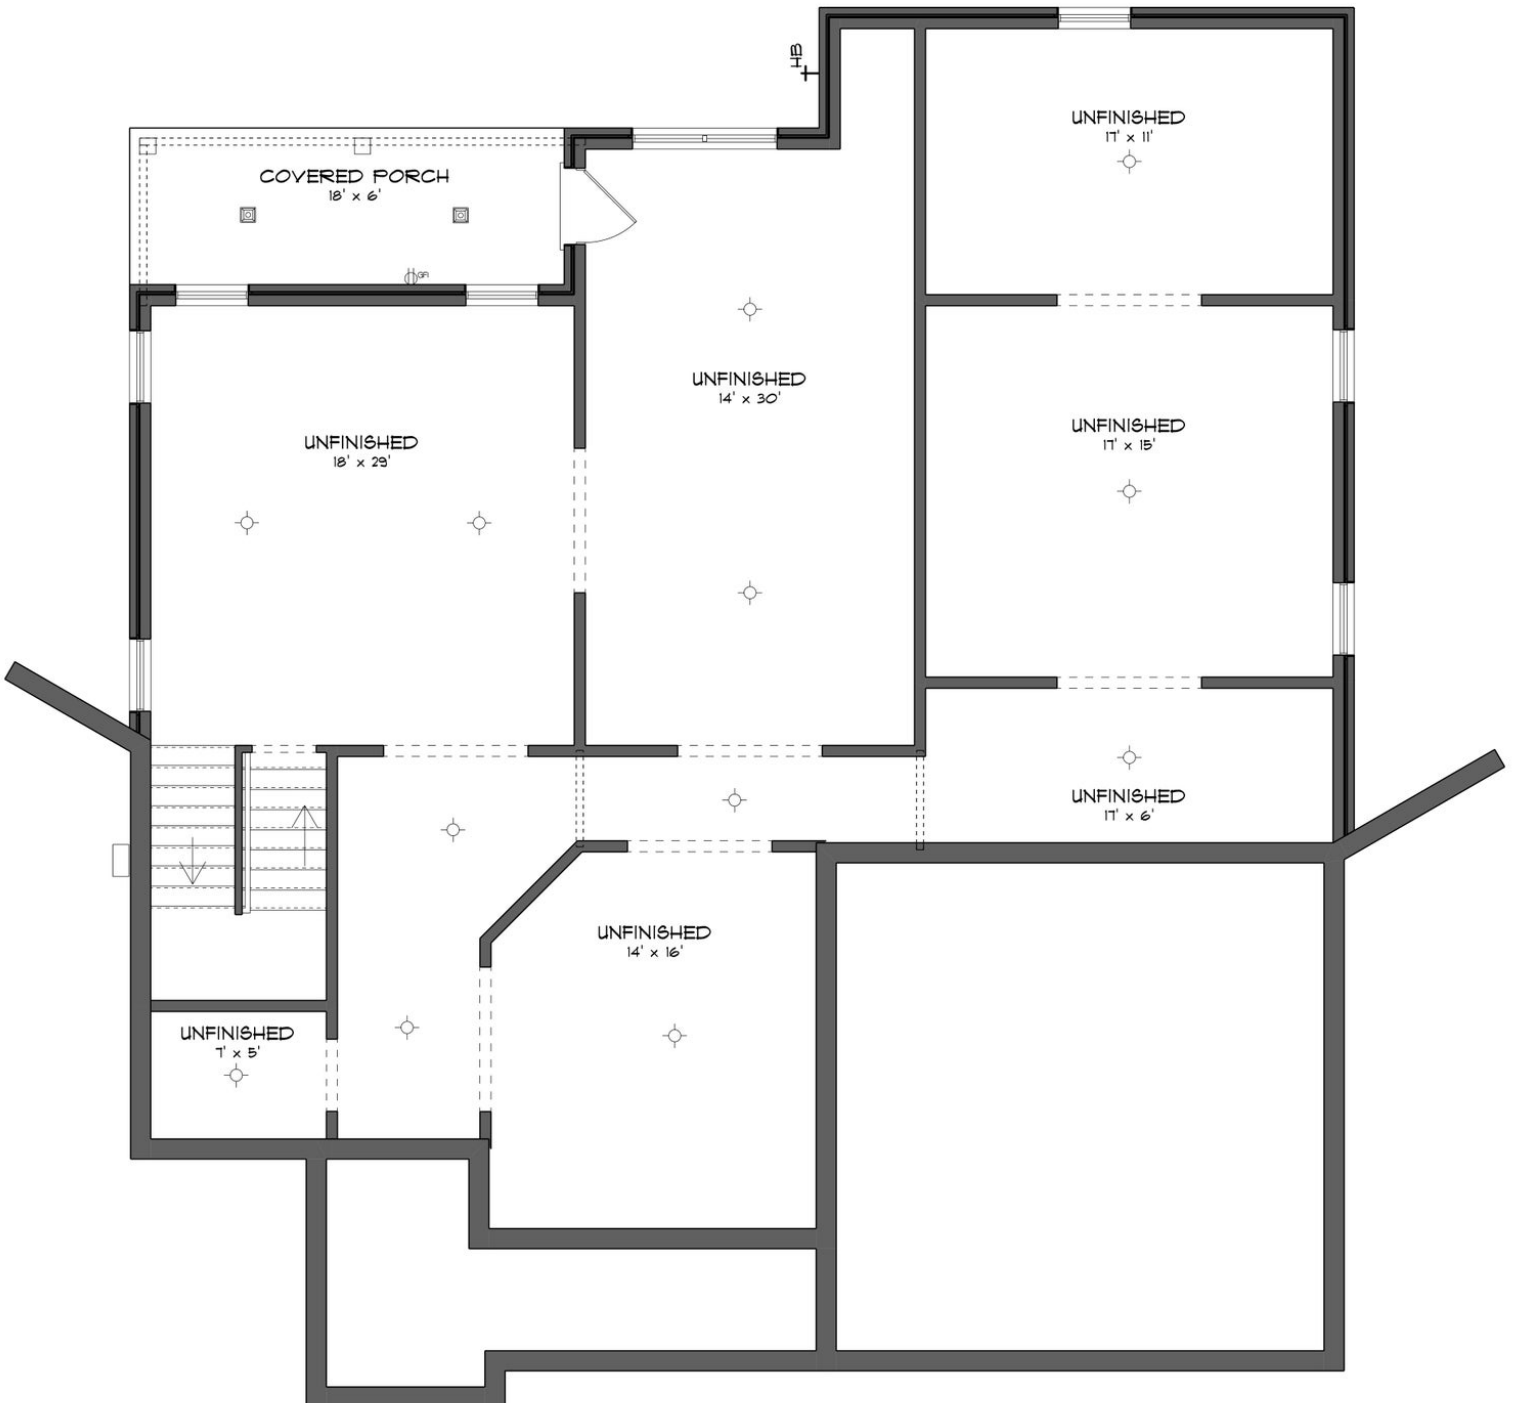 HB
UNFINISHED
17' x 11'
COVERED PORCH
18' x 6'
GFI
UNFINISHED
14' x 30'
UNFINISHED
17' x 15'
UNFINISHED
18' x 29'
UNFINISHED
17' x 6'
UNFINISHED
14' x 16'
UNFINISHED
7' x 5'